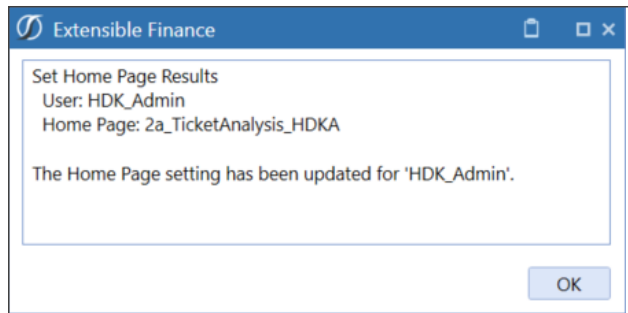 Extensible Finance
Set Home Page Results
User: HDK_Admin
Home Page: 2a_TicketAnalysis_HDKA
The Home Page setting has been updated for 'HDK_Admin'.
OK